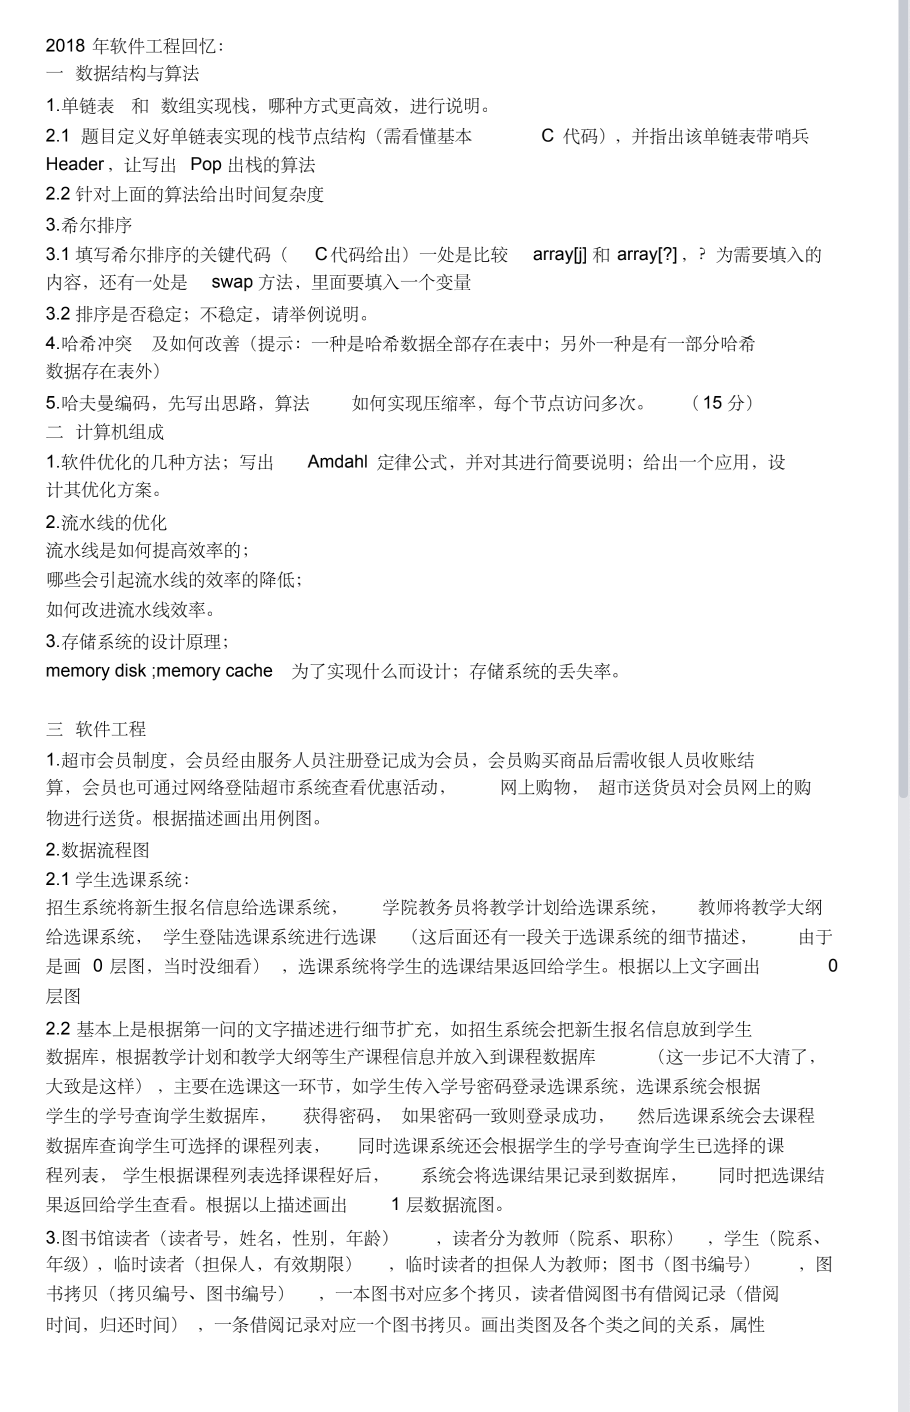 2018 年软件工程回忆：
一 数据结构与算法
1.单链表 和 数组实现栈，哪种方式更高效，进行说明。
2.1 题目定义好单链表实现的栈节点结构（需看懂基本 C 代码），并指出该单链表带哨兵
Header，让写出 Pop 出栈的算法
2.2 针对上面的算法给出时间复杂度
3.希尔排序
3.1 填写希尔排序的关键代码（ C代码给出）一处是比较 array[j] 和 array[?]，？为需要填入的
内容，还有一处是 swap 方法，里面要填入一个变量
3.2 排序是否稳定；不稳定，请举例说明。
4.哈希冲突 及如何改善（提示：一种是哈希数据全部存在表中；另外一种是有一部分哈希
数据存在表外）
5.哈夫曼编码，先写出思路，算法 如何实现压缩率，每个节点访问多次。 （15 分）
二 计算机组成
1.软件优化的几种方法；写出 Amdahl 定律公式，并对其进行简要说明；给出一个应用，设
计其优化方案。
2.流水线的优化
流水线是如何提高效率的；
哪些会引起流水线的效率的降低；
如何改进流水线效率。
3.存储系统的设计原理；
memory disk ;memory cache 为了实现什么而设计；存储系统的丢失率。
三 软件工程
1.超市会员制度，会员经由服务人员注册登记成为会员，会员购买商品后需收银人员收账结
算，会员也可通过网络登陆超市系统查看优惠活动， 网上购物， 超市送货员对会员网上的购
物进行送货。根据描述画出用例图。
2.数据流程图
2.1 学生选课系统：
招生系统将新生报名信息给选课系统， 学院教务员将教学计划给选课系统， 教师将教学大纲
给选课系统， 学生登陆选课系统进行选课 （这后面还有一段关于选课系统的细节描述， 由于
是画 0 层图，当时没细看） ，选课系统将学生的选课结果返回给学生。根据以上文字画出 0
层图
2.2 基本上是根据第一问的文字描述进行细节扩充，如招生系统会把新生报名信息放到学生
数据库，根据教学计划和教学大纲等生产课程信息并放入到课程数据库 （这一步记不大清了，
大致是这样） ，主要在选课这一环节，如学生传入学号密码登录选课系统，选课系统会根据
学生的学号查询学生数据库， 获得密码， 如果密码一致则登录成功， 然后选课系统会去课程
数据库查询学生可选择的课程列表， 同时选课系统还会根据学生的学号查询学生已选择的课
程列表， 学生根据课程列表选择课程好后， 系统会将选课结果记录到数据库， 同时把选课结
果返回给学生查看。根据以上描述画出 1 层数据流图。
3.图书馆读者（读者号，姓名，性别，年龄） ，读者分为教师（院系、职称） ，学生（院系、
年级），临时读者（担保人，有效期限） ，临时读者的担保人为教师；图书（图书编号） ，图
书拷贝（拷贝编号、图书编号） ，一本图书对应多个拷贝，读者借阅图书有借阅记录（借阅
时间，归还时间） ，一条借阅记录对应一个图书拷贝。画出类图及各个类之间的关系，属性